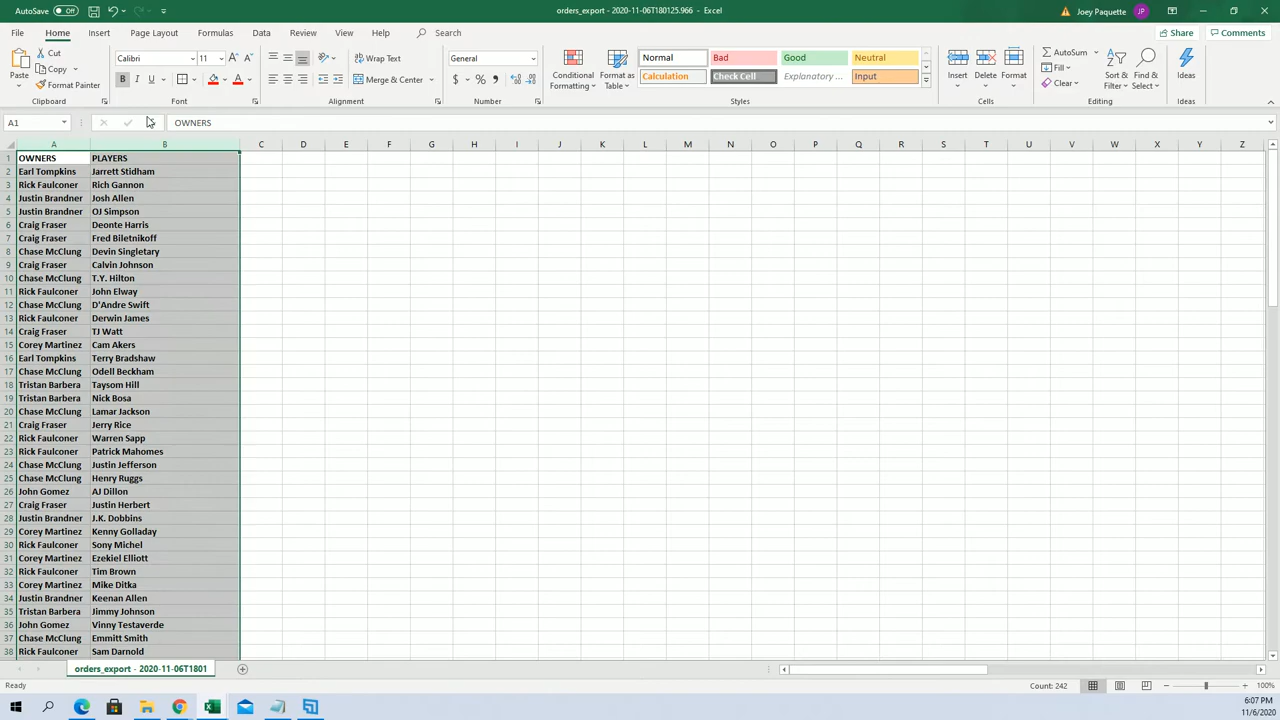 AutoSave Off orders_export - 2020-11-06T180125.966 - Excel Joey Paquette JP
File Home Insert Page Layout Formulas Data Review View Help Search Share Comments
Paste Cut Copy Format Painter Clipboard
Calibri 11 B I U A Font
ab Wrap Text Merge & Center Alignment
General $ % , Number
Conditional Formatting Format as Table
Normal Bad Good Neutral
Calculation Check Cell Explanatory ... Input
Styles
Insert Delete Format Cells
AutoSum Fill Clear Sort & Filter Find & Select Editing
Ideas Ideas
A1 OWNERS
A B C D E F G H I J K L M N O P Q R S T U V W X Y Z
1 OWNERS PLAYERS
2 Earl Tompkins Jarrett Stidham
3 Rick Faulconer Rich Gannon
4 Justin Brandner Josh Allen
5 Justin Brandner OJ Simpson
6 Craig Fraser Deonte Harris
7 Craig Fraser Fred Biletnikoff
8 Chase McClung Devin Singletary
9 Craig Fraser Calvin Johnson
10 Chase McClung T.Y. Hilton
11 Rick Faulconer John Elway
12 Chase McClung D'Andre Swift
13 Rick Faulconer Derwin James
14 Craig Fraser TJ Watt
15 Corey Martinez Cam Akers
16 Earl Tompkins Terry Bradshaw
17 Chase McClung Odell Beckham
18 Tristan Barbera Taysom Hill
19 Tristan Barbera Nick Bosa
20 Chase McClung Lamar Jackson
21 Craig Fraser Jerry Rice
22 Rick Faulconer Warren Sapp
23 Rick Faulconer Patrick Mahomes
24 Chase McClung Justin Jefferson
25 Chase McClung Henry Ruggs
26 John Gomez AJ Dillon
27 Craig Fraser Justin Herbert
28 Justin Brandner J.K. Dobbins
29 Corey Martinez Kenny Golladay
30 Rick Faulconer Sony Michel
31 Corey Martinez Ezekiel Elliott
32 Rick Faulconer Tim Brown
33 Corey Martinez Mike Ditka
34 Justin Brandner Keenan Allen
35 Tristan Barbera Jimmy Johnson
36 John Gomez Vinny Testaverde
37 Chase McClung Emmitt Smith
38 Rick Faulconer Sam Darnold
orders_export - 2020-11-06T1801
Ready Count: 242 100%
6:07 PM
11/6/2020